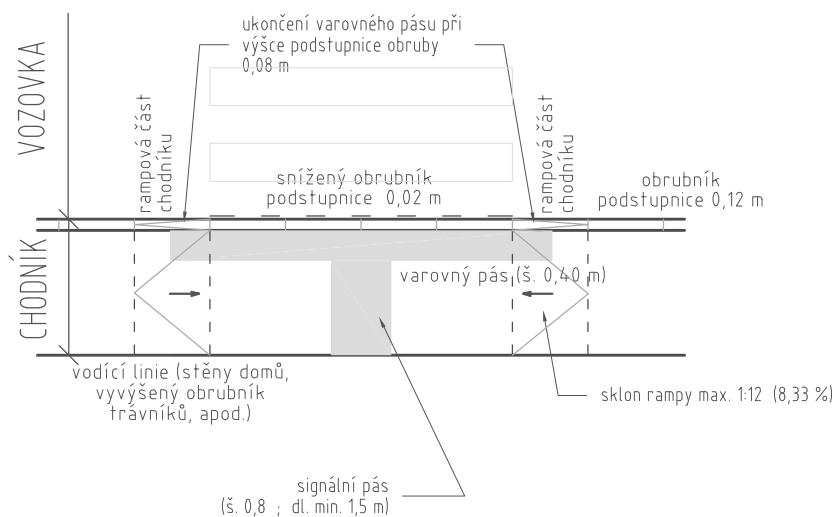 ukončení varovného pásu při
výšce podstupnice obruby
0,08 m
VOZOVKA
rampová část
chodníku
snížený obrubník
podstupnice 0,02 m
rampová část
chodníku
obrubník
podstupnice 0,12 m
CHODNÍK
varovný pás (š. 0,40 m)
vodící linie (stěny domů,
vyvýšený obrubník
trávníků, apod.)
sklon rampy max. 1:12 (8,33 %)
signální pás
(š. 0,8 ; dl. min. 1,5 m)